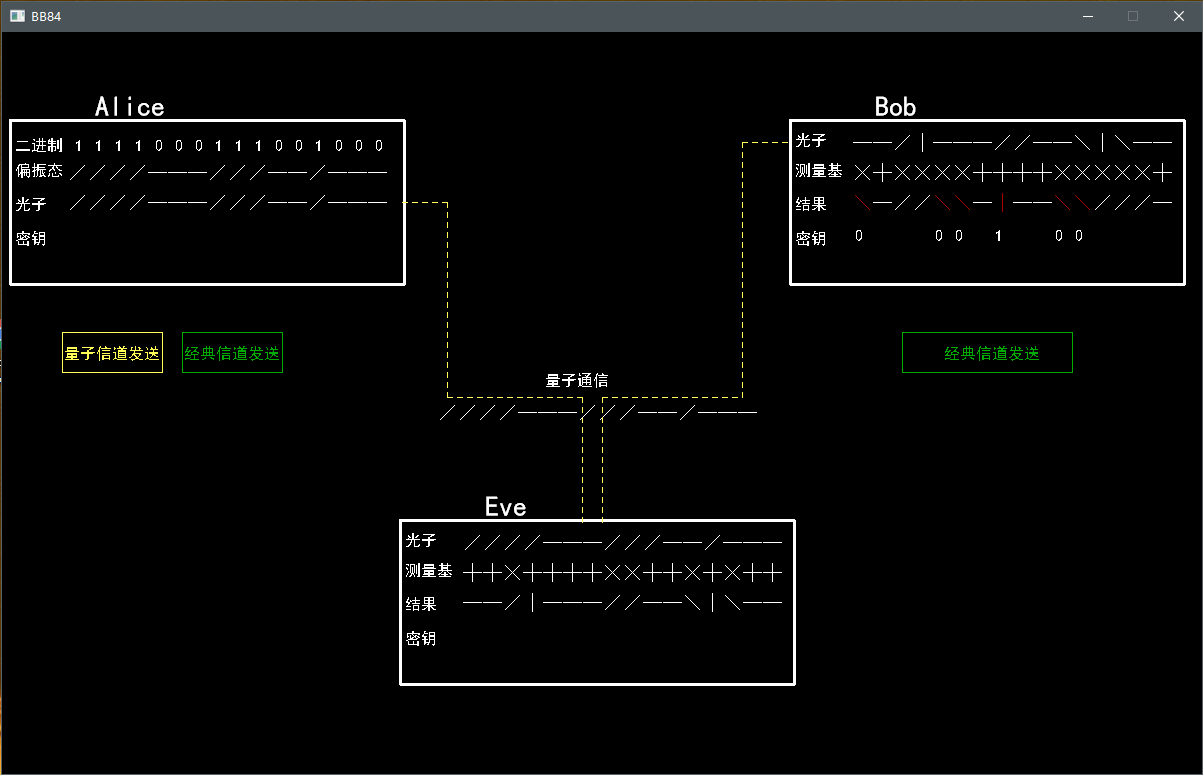 BB84
Alice
二进制 1 1 1 1 0 0 0 1 1 1 0 0 1 0 0 0
偏振态 ////———///——/———
光子 ////———///——/———
密钥
Bob
光子 ——/|———//——\|\——
测量基 ×+××××++++×××××+
结果 \—//\\—|——\\///—
密钥 0 0 0 1 0 0
量子信道发送
经典信道发送
经典信道发送
量子通信
////———///——/———
Eve
光子 ////———///——/———
测量基 ++×++++××++×+×++
结果 ——/|———//——\|\——
密钥